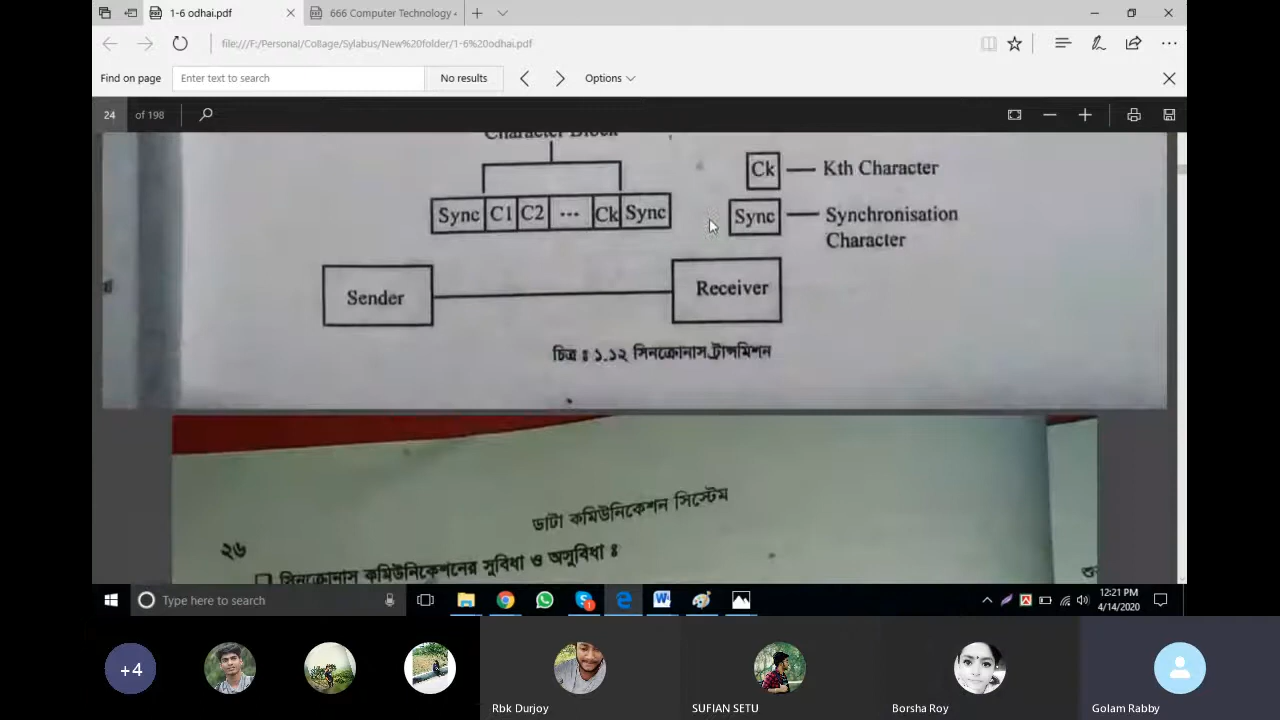 1-6 odhai.pdf
666 Computer Technology
file:///F:/Personal/Collage/Sylabus/New%20folder/1-6%20odhai.pdf
Find on page
Enter text to search
No results
Options
24 of 198
Character Block
Ck Kth Character
Sync C1 C2 ... Ck Sync
Sync Synchronisation
Character
Sender
Receiver
চিত্র ঃ ১.১২ সিনক্রোনাস ট্রান্সমিশন
ডাটা কমিউনিকেশন সিস্টেম
২৬
সিনক্রোনাস কমিউনিকেশনের সুবিধা ও অসুবিধা ঃ
Type here to search
12:21 PM
4/14/2020
+4
Rbk Durjoy
SUFIAN SETU
Borsha Roy
Golam Rabby